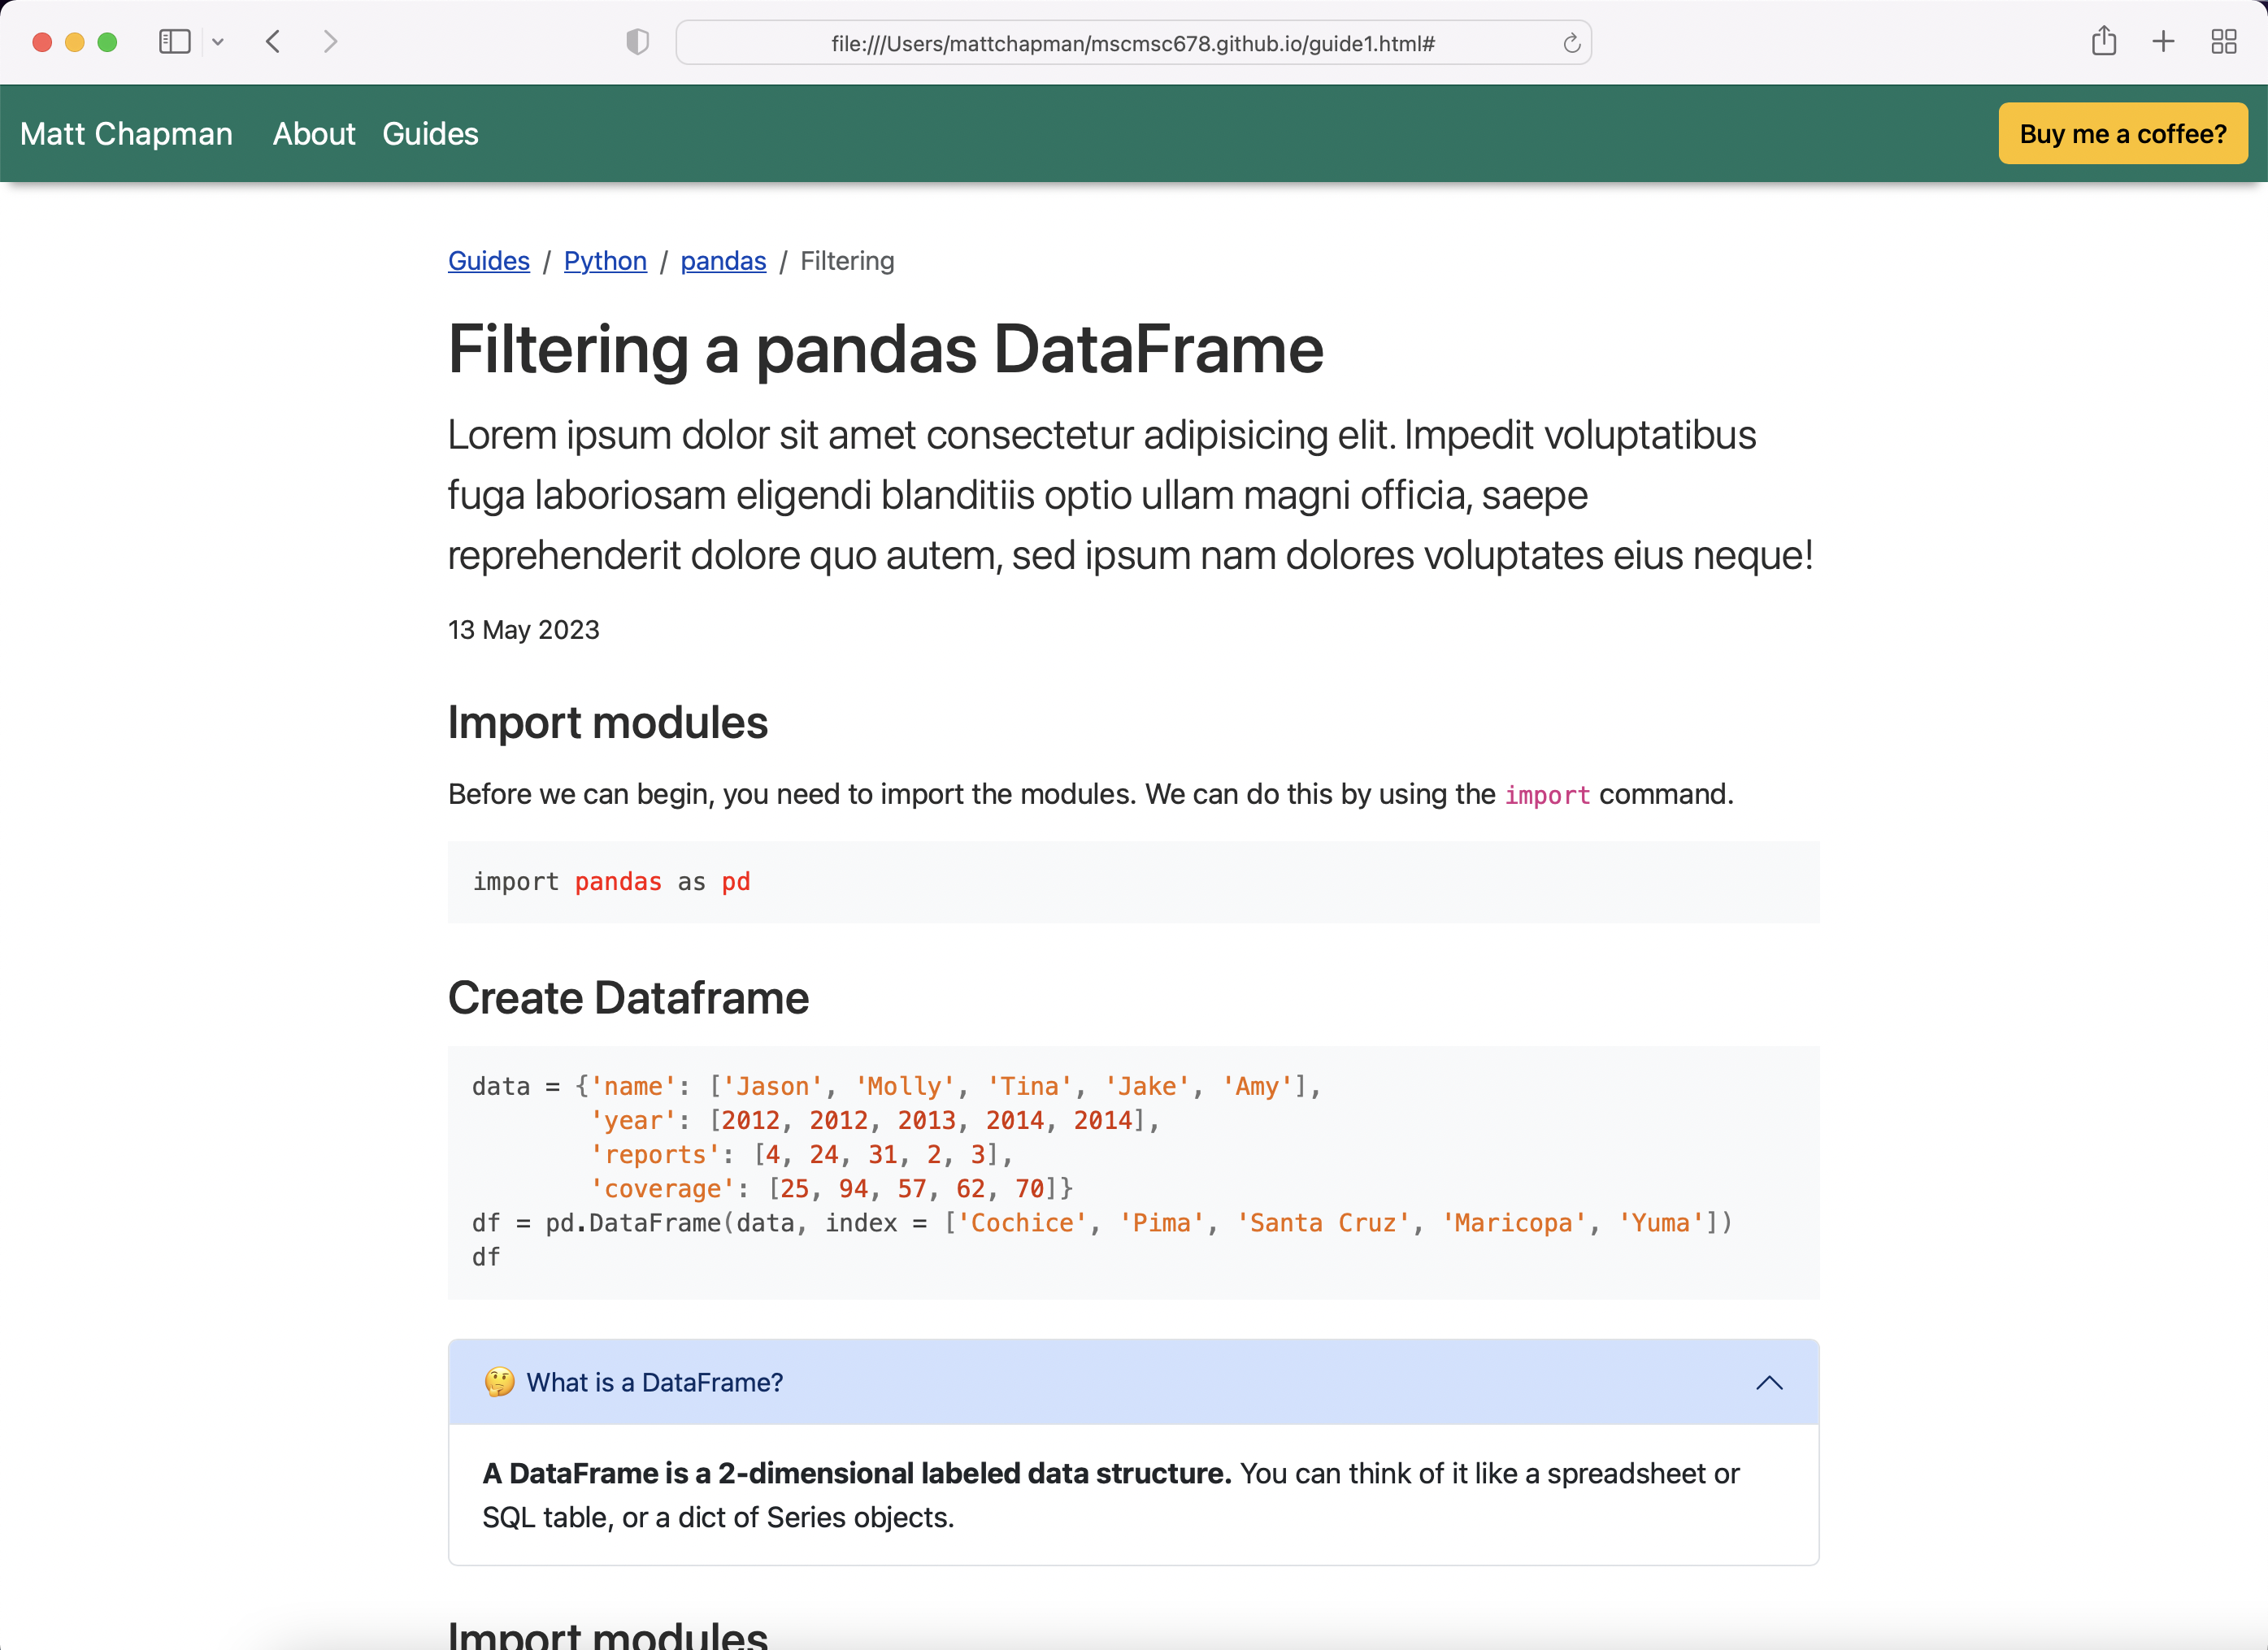 file:///Users/mattchapman/mscmsc678.github.io/guide1.html#
Matt Chapman About Guides Buy me a coffee?
Guides / Python / pandas / Filtering
Filtering a pandas DataFrame
Lorem ipsum dolor sit amet consectetur adipisicing elit. Impedit voluptatibus
fuga laboriosam eligendi blanditiis optio ullam magni officia, saepe
reprehenderit dolore quo autem, sed ipsum nam dolores voluptates eius neque!
13 May 2023
Import modules
Before we can begin, you need to import the modules. We can do this by using the import command.
import pandas as pd
Create Dataframe
data = {'name': ['Jason', 'Molly', 'Tina', 'Jake', 'Amy'],
        'year': [2012, 2012, 2013, 2014, 2014],
        'reports': [4, 24, 31, 2, 3],
        'coverage': [25, 94, 57, 62, 70]}
df = pd.DataFrame(data, index = ['Cochice', 'Pima', 'Santa Cruz', 'Maricopa', 'Yuma'])
df
🤔 What is a DataFrame?
A DataFrame is a 2-dimensional labeled data structure. You can think of it like a spreadsheet or
SQL table, or a dict of Series objects.
Import modules